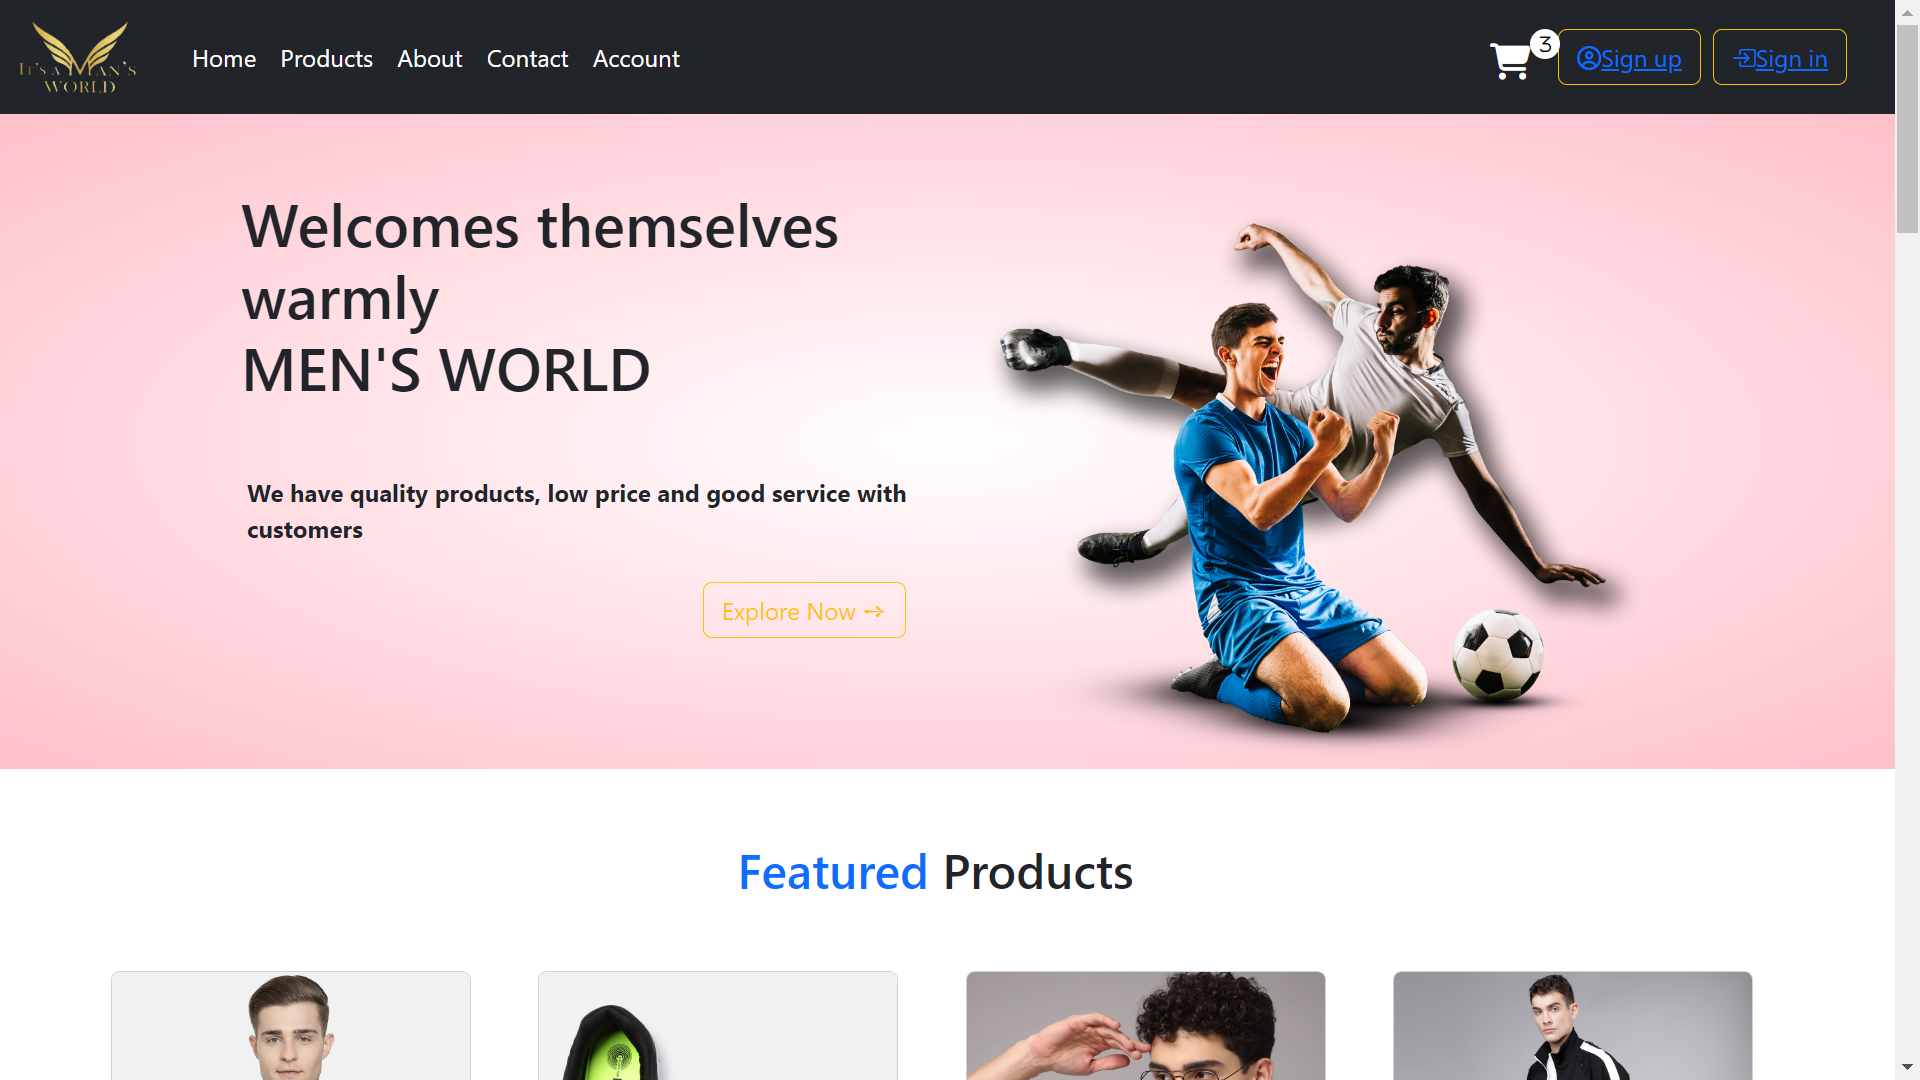 IT'S A MAN'S
WORLD
Home Products About Contact Account
3
Sign up
Sign in
Welcomes themselves
warmly
MEN'S WORLD
We have quality products, low price and good service with
customers
Explore Now
Featured Products